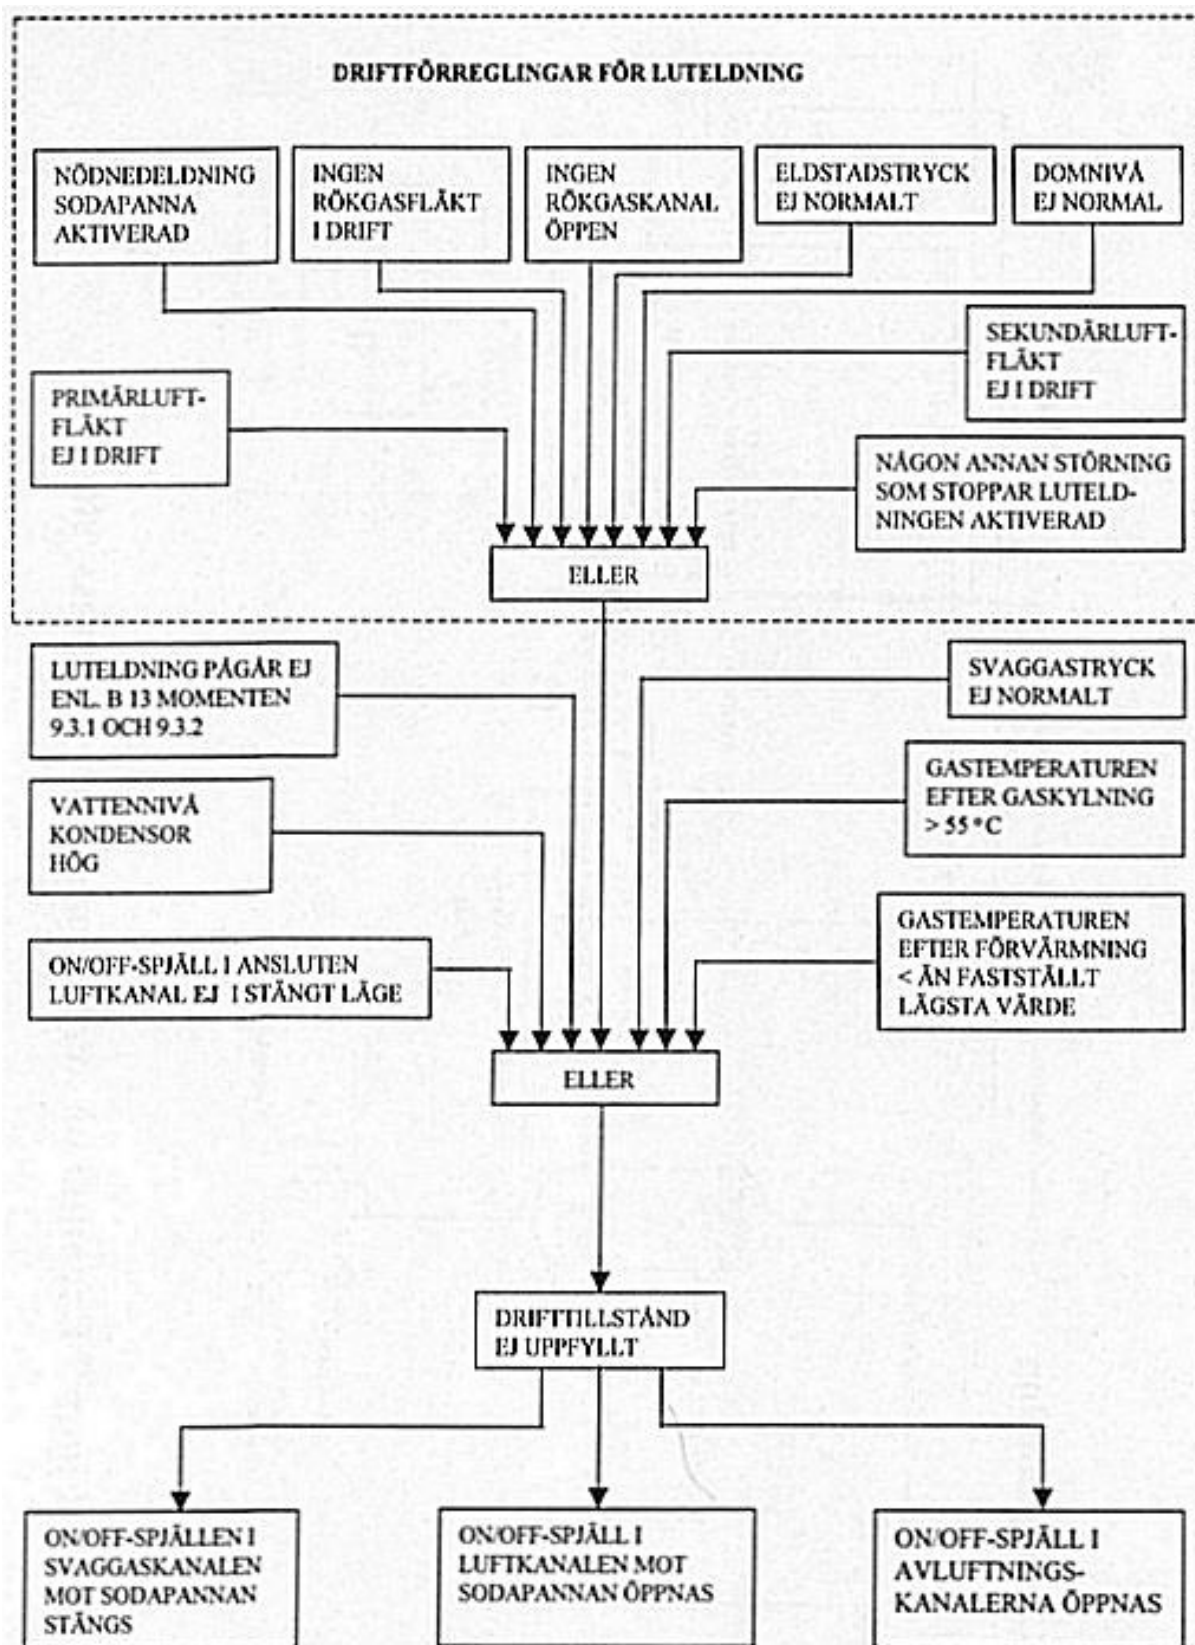 DRIFTFÖRREGLINGAR FÖR LUTELDNING
NÖDNEDELDNING
SODAPANNA
AKTIVERAD
INGEN
RÖKGASFLÄKT
I DRIFT
INGEN
RÖKGASKANAL
ÖPPEN
ELDSTADSTRYCK
EJ NORMALT
DOMNIVÅ
EJ NORMAL
SEKUNDÄRLUFT-
FLÄKT
EJ I DRIFT
PRIMÄRLUFT-
FLÄKT
EJ I DRIFT
NÅGON ANNAN STÖRNING
SOM STOPPAR LUTELD-
NINGEN AKTIVERAD
ELLER
LUTELDNING PÅGÅR EJ
ENL. B 13 MOMENTEN
9.3.1 OCH 9.3.2
SVAGGASTRYCK
EJ NORMALT
GASTEMPERATUREN
EFTER GASKYLNING
> 55 °C
VATTENNIVÅ
KONDENSOR
HÖG
GASTEMPERATUREN
EFTER FÖRVÄRMNING
< ÄN FASTSTÄLLT
LÄGSTA VÄRDE
ON/OFF-SPJÄLL I ANSLUTEN
LUFTKANAL EJ I STÄNGT LÄGE
ELLER
DRIFTTILLSTÅND
EJ UPPFYLLT
ON/OFF-SPJÄLLEN I
SVAGGASKANALEN
MOT SODAPANNAN
STÄNGS
ON/OFF-SPJÄLL I
LUFTKANALEN MOT
SODAPANNAN ÖPPNAS
ON/OFF-SPJÄLL I
AVLUFTNINGS-
KANALERNA ÖPPNAS